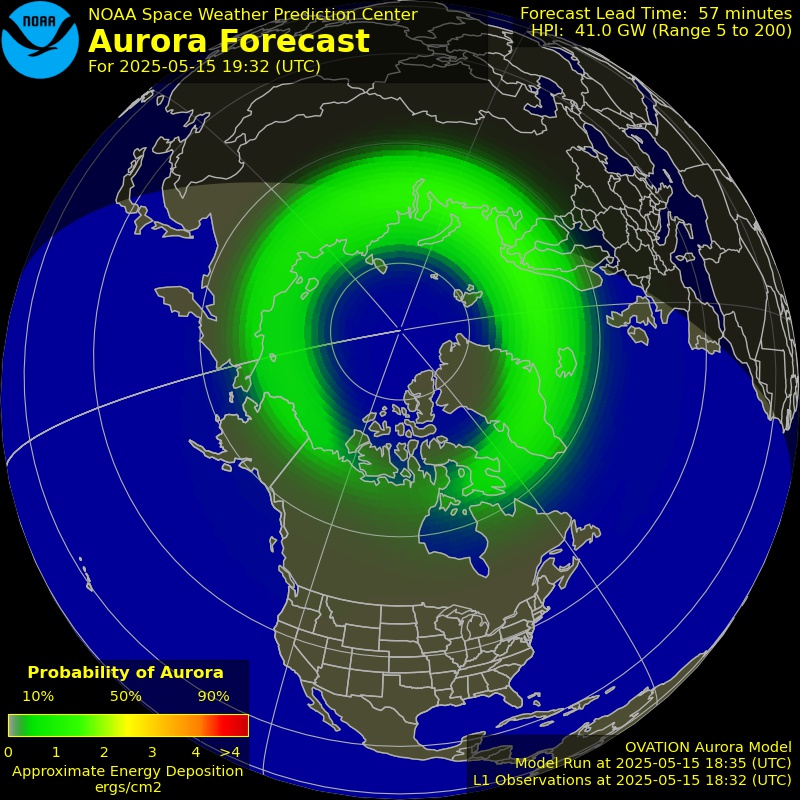 NOAA
NOAA Space Weather Prediction Center
Aurora Forecast
For 2025-05-15 19:32 (UTC)
Forecast Lead Time: 57 minutes
HPI: 41.0 GW (Range 5 to 200)
Probability of Aurora
10% 50% 90%
0 1 2 3 4 >4
Approximate Energy Deposition
ergs/cm2
OVATION Aurora Model
Model Run at 2025-05-15 18:35 (UTC)
L1 Observations at 2025-05-15 18:32 (UTC)